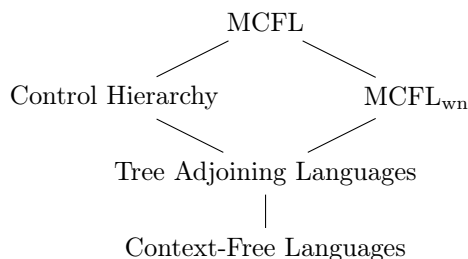 MCFL
Control Hierarchy MCFLwn
Tree Adjoining Languages
Context-Free Languages